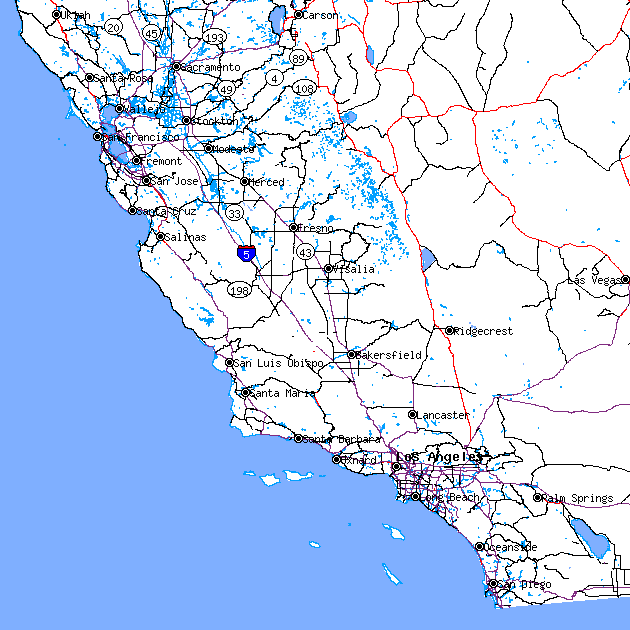 Ukiah
Carson
20
45
193
89
Sacramento
Santa Rosa
4
49
108
Vallejo
Stockton
San Francisco
Modesto
Fremont
San Jose
Merced
Santa Cruz
33
Fresno
Salinas
5
43
Visalia
Las Vegas
198
Ridgecrest
Bakersfield
San Luis Obispo
Santa Maria
Lancaster
Santa Barbara
Oxnard
Los Angeles
Long Beach
Palm Springs
Oceanside
San Diego